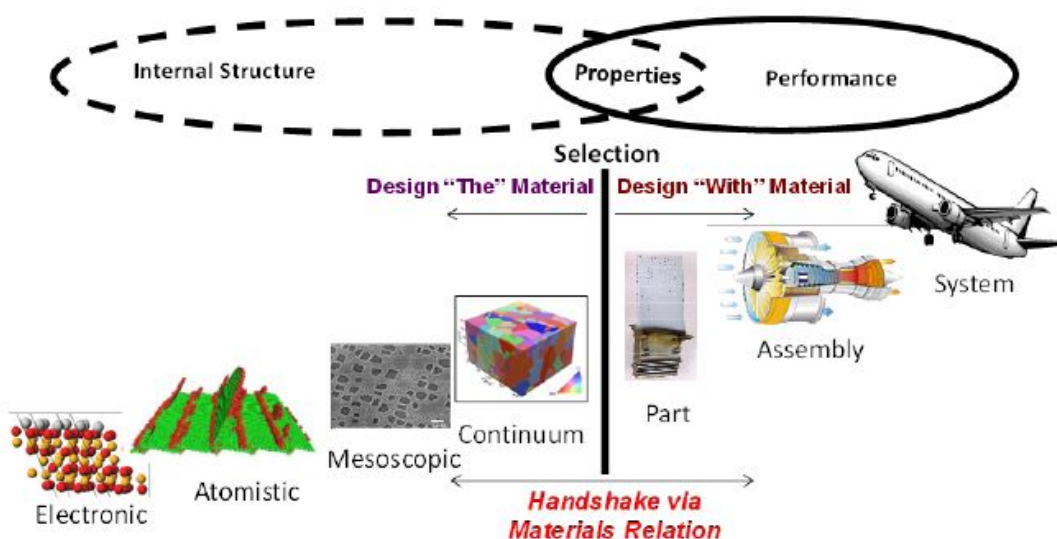 Internal Structure
Properties
Performance
Selection
Design "The" Material
Design "With" Material
System
Assembly
Part
Continuum
Mesoscopic
Atomistic
Electronic
Handshake via
Materials Relation